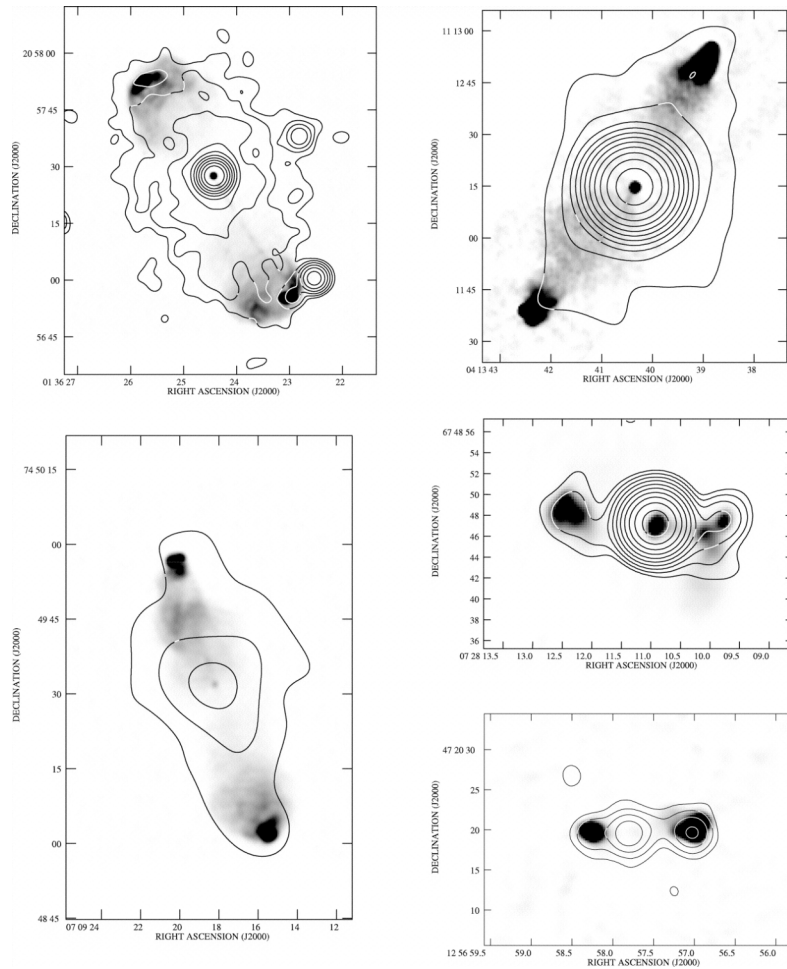 20 58 00
57 45
30
15
00
56 45
DECLINATION (J2000)
01 36 27 26 25 24 23 22
RIGHT ASCENSION (J2000)
11 13 00
12 45
30
15
00
11 45
30
DECLINATION (J2000)
04 13 43 42 41 40 39 38
RIGHT ASCENSION (J2000)
74 50 15
00
49 45
30
15
00
48 45
DECLINATION (J2000)
07 09 24 22 20 18 16 14 12
RIGHT ASCENSION (J2000)
67 48 56
54
52
50
48
46
44
42
40
38
36
DECLINATION (J2000)
07 28 13.5 13.0 12.5 12.0 11.5 11.0 10.5 10.0 09.5 09.0
RIGHT ASCENSION (J2000)
47 20 30
25
20
15
10
DECLINATION (J2000)
12 56 59.5 59.0 58.5 58.0 57.5 57.0 56.5 56.0
RIGHT ASCENSION (J2000)